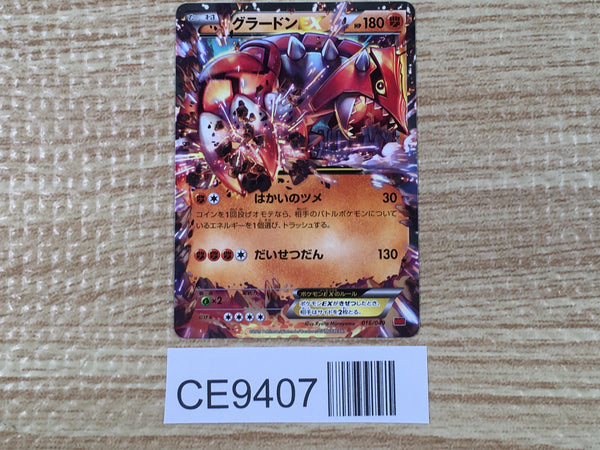 グラードンEX HP180
はかいのツメ 30
コインを1回投げオモテなら、相手のバトルポケモンについて
いるエネルギーを1個選び、トラッシュする。
だいせつだん 130
×2
ポケモンEXのルール
ポケモンEXがきぜつしたとき、
相手はサイドを2枚とる。
Illus. Ryota Murayama
CE9407